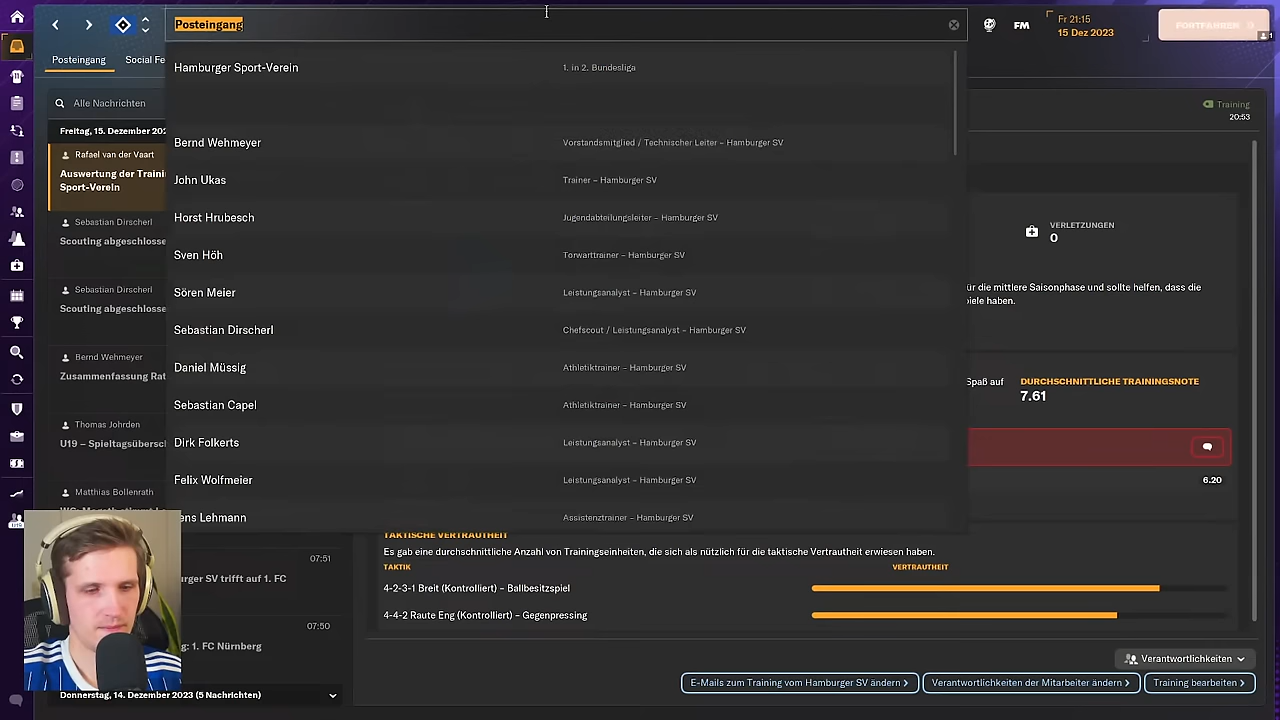 Posteingang
FM
Fr 21:15
15 Dez 2023
FORTFAHREN
1
Posteingang
Social Fe
Hamburger Sport-Verein
1. in 2. Bundesliga
Alle Nachrichten
Training
20:53
Freitag, 15. Dezember 202
Bernd Wehmeyer
Vorstandsmitglied / Technischer Leiter – Hamburger SV
Rafael van der Vaart
Auswertung der Traini
Sport-Verein
John Ukas
Trainer – Hamburger SV
Horst Hrubesch
Jugendabteilungsleiter – Hamburger SV
Sebastian Dirscherl
Scouting abgeschlosse
VERLETZUNGEN
0
Sven Höh
Torwarttrainer – Hamburger SV
Sören Meier
Leistungsanalyst – Hamburger SV
Sebastian Dirscherl
Scouting abgeschlosse
ür die mittlere Saisonphase und sollte helfen, dass die
iele haben.
Sebastian Dirscherl
Chefscout / Leistungsanalyst – Hamburger SV
Bernd Wehmeyer
Zusammenfassung Rat
Daniel Müssig
Athletiktrainer – Hamburger SV
Spaß auf
DURCHSCHNITTLICHE TRAININGSNOTE
7.61
Sebastian Capel
Athletiktrainer – Hamburger SV
Thomas Johrden
U19 – Spieltagsübersch
Dirk Folkerts
Leistungsanalyst – Hamburger SV
Felix Wolfmeier
Leistungsanalyst – Hamburger SV
6.20
Matthias Bollenrath
ens Lehmann
Assistenztrainer – Hamburger SV
TAKTISCHE VERTRAUTHEIT
Es gab eine durchschnittliche Anzahl von Trainingseinheiten, die sich als nützlich für die taktische Vertrautheit erwiesen haben.
TAKTIK
VERTRAUTHEIT
07:51
urger SV trifft auf 1. FC
4-2-3-1 Breit (Kontrolliert) – Ballbesitzspiel
4-4-2 Raute Eng (Kontrolliert) – Gegenpressing
07:50
g: 1. FC Nürnberg
Verantwortlichkeiten
E-Mails zum Training vom Hamburger SV ändern
Verantwortlichkeiten der Mitarbeiter ändern
Training bearbeiten
Donnerstag, 14. Dezember 2023 (5 Nachrichten)